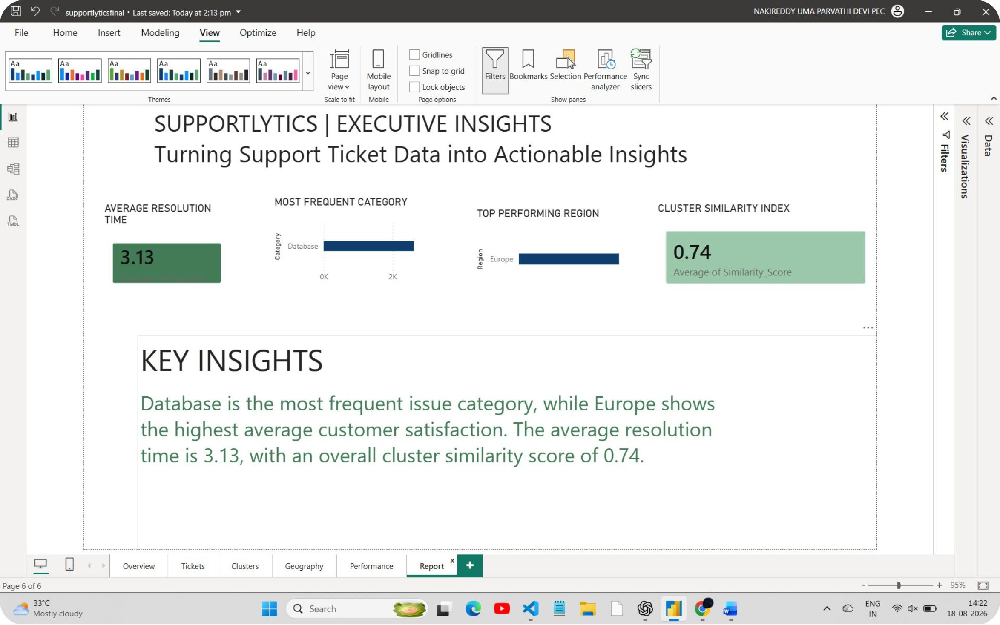 supportlyticsfinal • Last saved: Today at 2:13 pm
NAKIREDDY UMA PARVATHI DEVI PEC
File Home Insert Modeling View Optimize Help
Share
Aa Aa Aa Aa Aa Aa
Page view
Mobile layout
Gridlines
Snap to grid
Lock objects
Filters
Bookmarks
Selection
Performance analyzer
Sync slicers
Themes
Scale to fit
Mobile
Page options
Show panes
DAX
TMDL
SUPPORTLYTICS | EXECUTIVE INSIGHTS
Turning Support Ticket Data into Actionable Insights
Filters
Visualizations
Data
AVERAGE RESOLUTION
TIME
3.13
MOST FREQUENT CATEGORY
Category
Database
0K 2K
TOP PERFORMING REGION
Region
Europe
CLUSTER SIMILARITY INDEX
0.74
Average of Similarity_Score
KEY INSIGHTS
Database is the most frequent issue category, while Europe shows
the highest average customer satisfaction. The average resolution
time is 3.13, with an overall cluster similarity score of 0.74.
Overview Tickets Clusters Geography Performance Report x +
Page 6 of 6
- + 95%
33°C
Mostly cloudy
Search
ENG
IN
14:22
18-08-2026